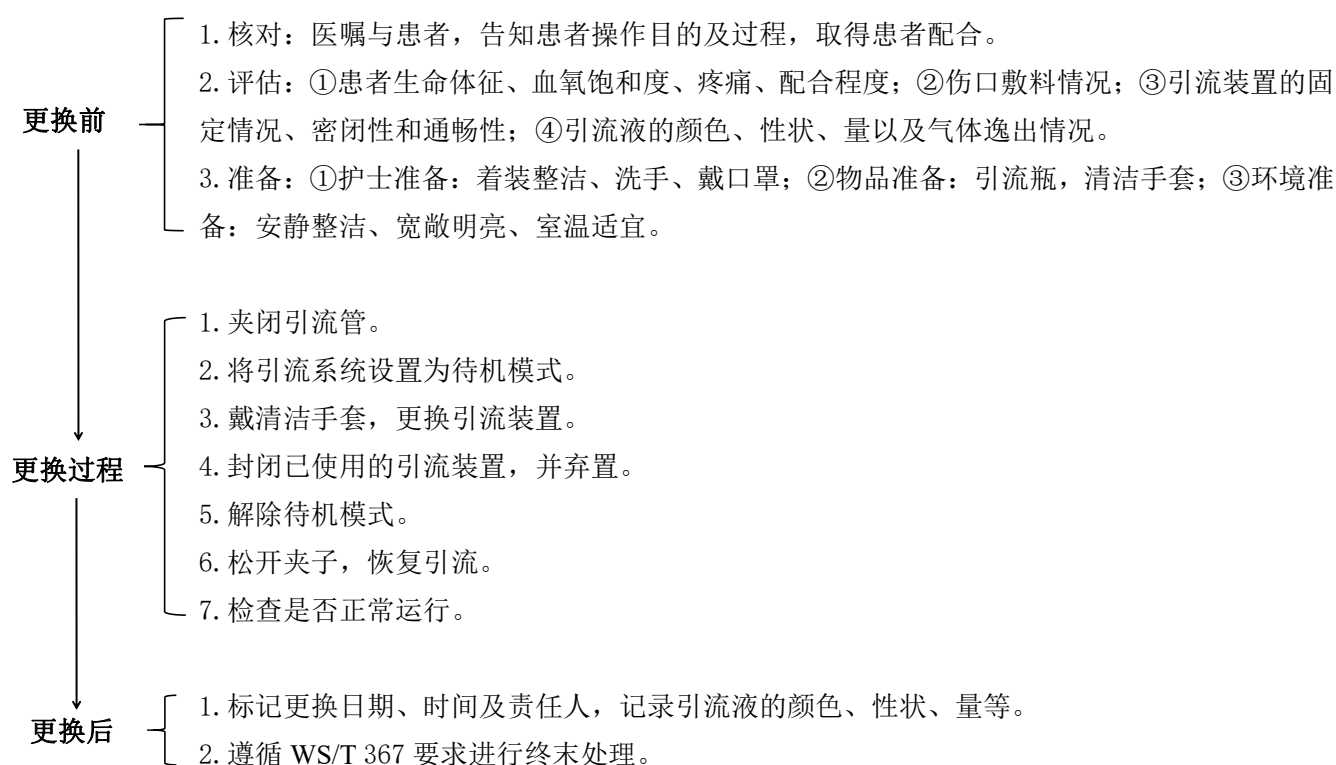 更换前
1.核对：医嘱与患者，告知患者操作目的及过程，取得患者配合。
2.评估：①患者生命体征、血氧饱和度、疼痛、配合程度；②伤口敷料情况；③引流装置的固
定情况、密闭性和通畅性；④引流液的颜色、性状、量以及气体逸出情况。
3.准备：①护士准备：着装整洁、洗手、戴口罩；②物品准备：引流瓶，清洁手套；③环境准
备：安静整洁、宽敞明亮、室温适宜。
更换过程
1.夹闭引流管。
2.将引流系统设置为待机模式。
3.戴清洁手套，更换引流装置。
4.封闭已使用的引流装置，并弃置。
5.解除待机模式。
6.松开夹子，恢复引流。
7.检查是否正常运行。
更换后
1.标记更换日期、时间及责任人，记录引流液的颜色、性状、量等。
2.遵循 WS/T 367 要求进行终末处理。